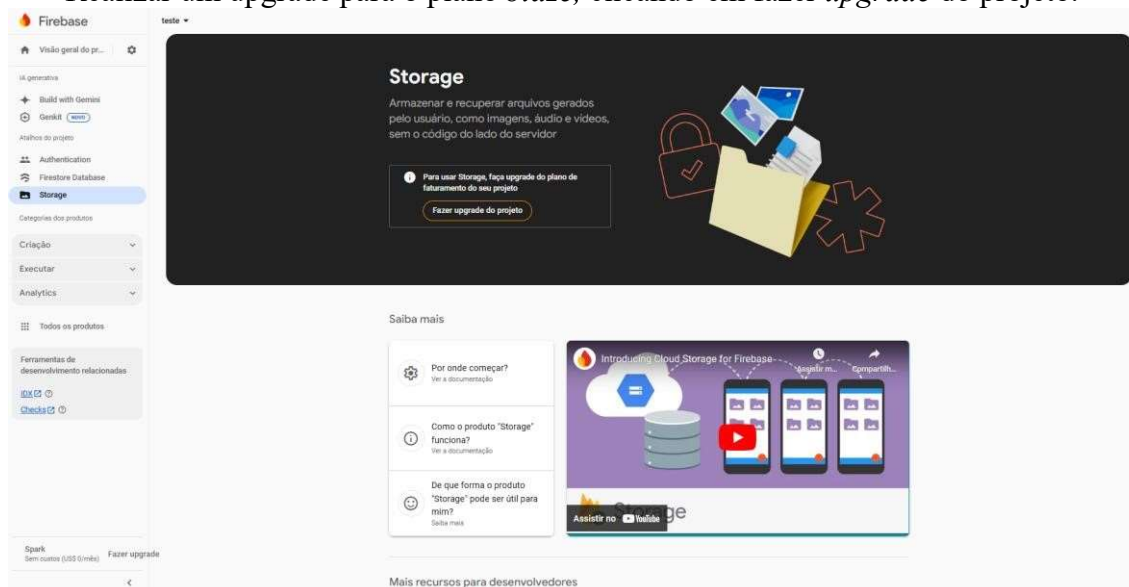 Realizar um upgrade para o plano blaze, clicando em fazer upgrade do projeto.
Firebase
teste
Visão geral do pr...
IA generativa
Build with Gemini
Genkit NOVO
Atalhos do projeto
Authentication
Firestore Database
Storage
Categorias dos produtos
Criação
Executar
Analytics
Todos os produtos
Ferramentas de
desenvolvimento relacionadas
IDX
Checks
Spark
Sem custos (US$ 0/mês)
Fazer upgrade
Storage
Armazenar e recuperar arquivos gerados
pelo usuário, como imagens, áudio e vídeos,
sem o código do lado do servidor
Para usar Storage, faça upgrade do plano de
faturamento do seu projeto
Fazer upgrade do projeto
Saiba mais
Por onde começar?
Ver a documentação
Como o produto "Storage"
funciona?
Ver a documentação
De que forma o produto
"Storage" pode ser útil para
mim?
Saiba mais
Introducing Cloud Storage for Firebase
Assistir m...
Compartilh...
Storage
Assistir no YouTube
Mais recursos para desenvolvedores